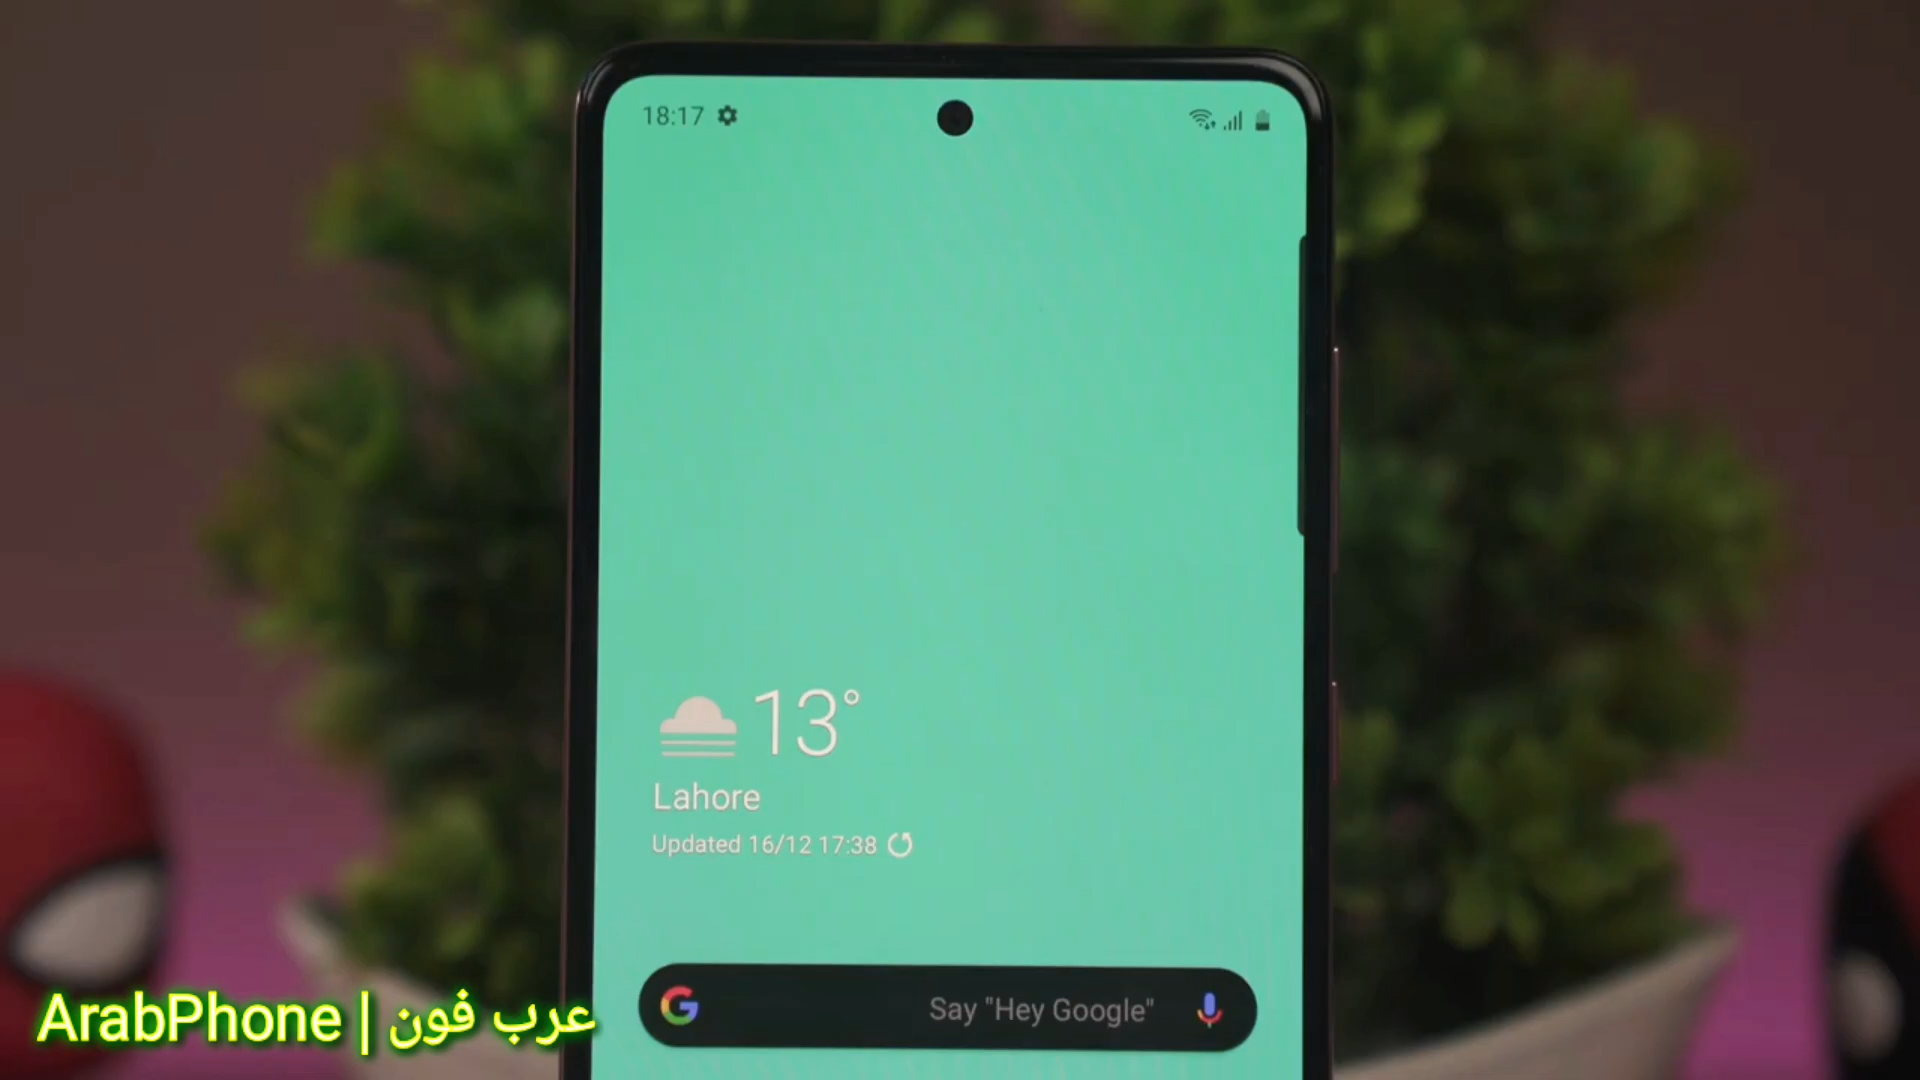 18:17
13°
Lahore
Updated 16/12 17:38
G Say "Hey Google"
ArabPhone | عرب فون